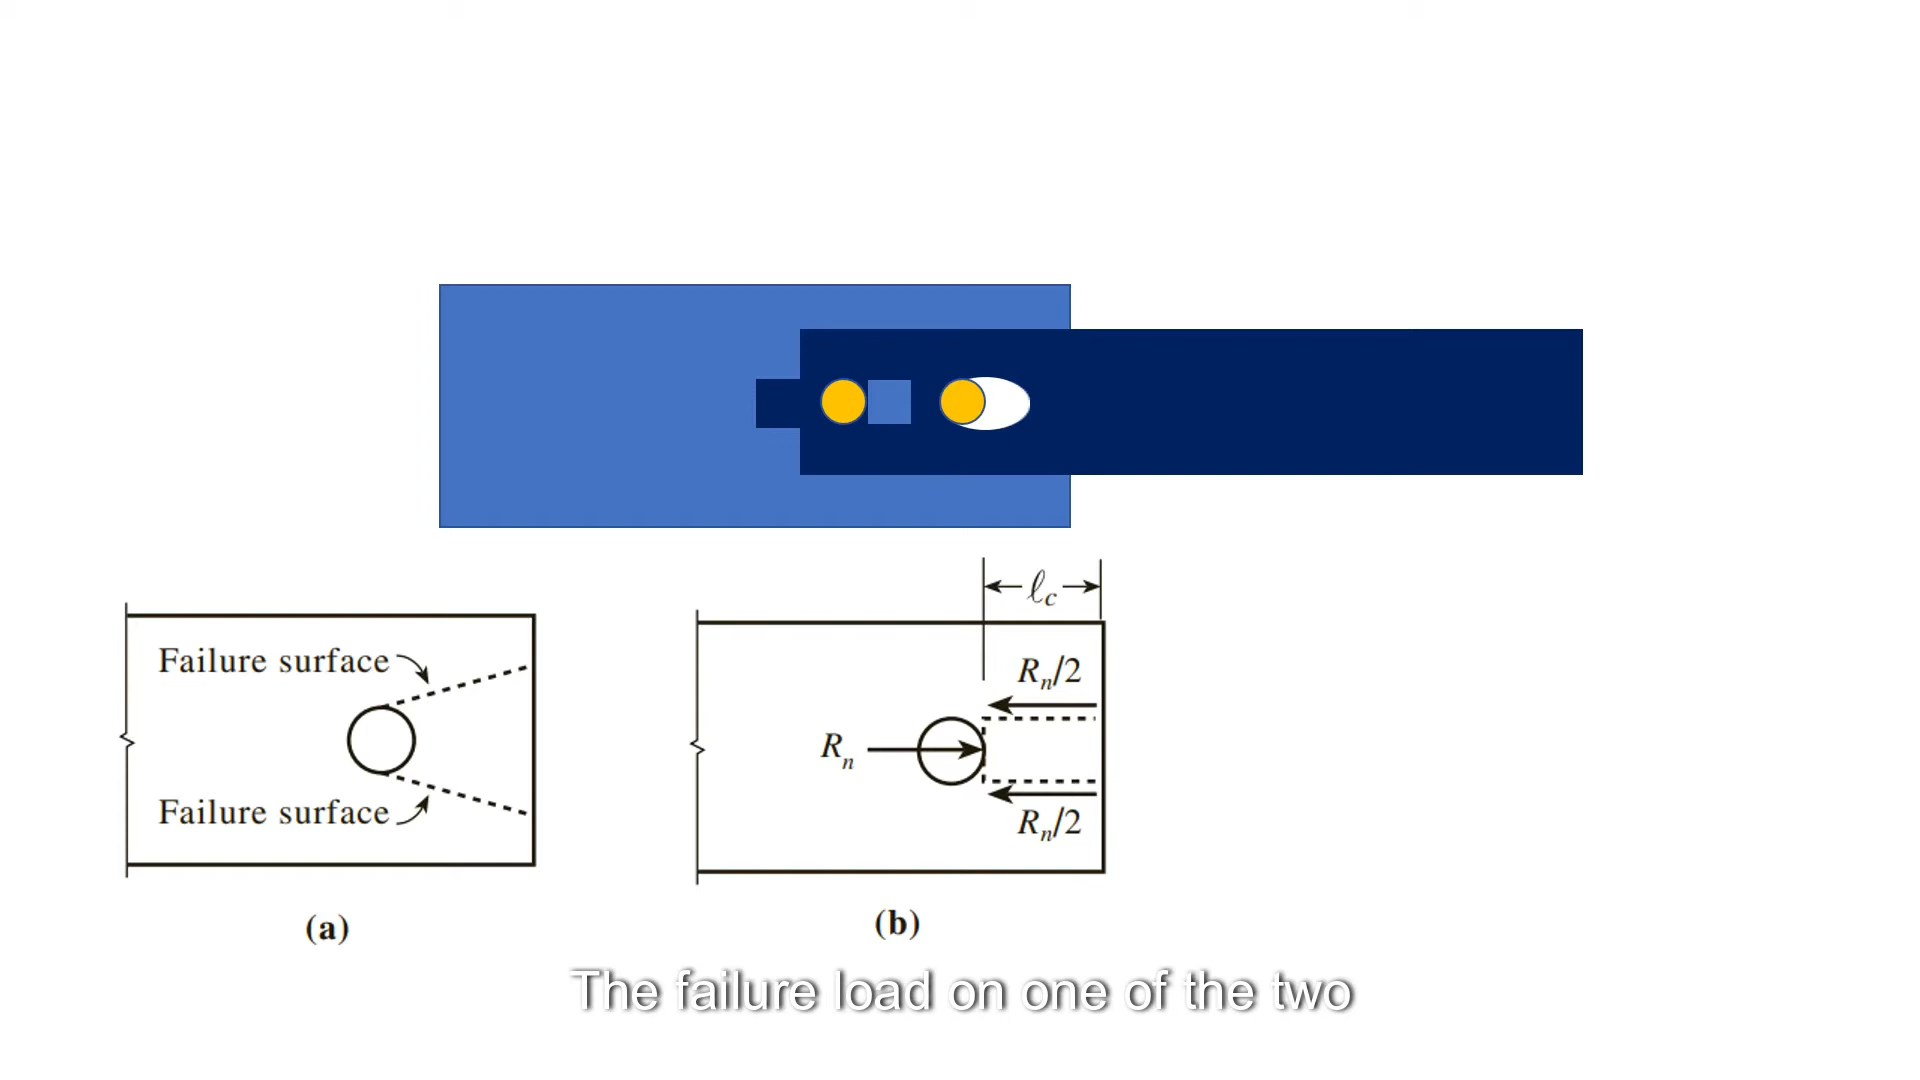 ℓc
Failure surface
Rn/2
Rn
Failure surface
Rn/2
(a)
(b)
The failure load on one of the two